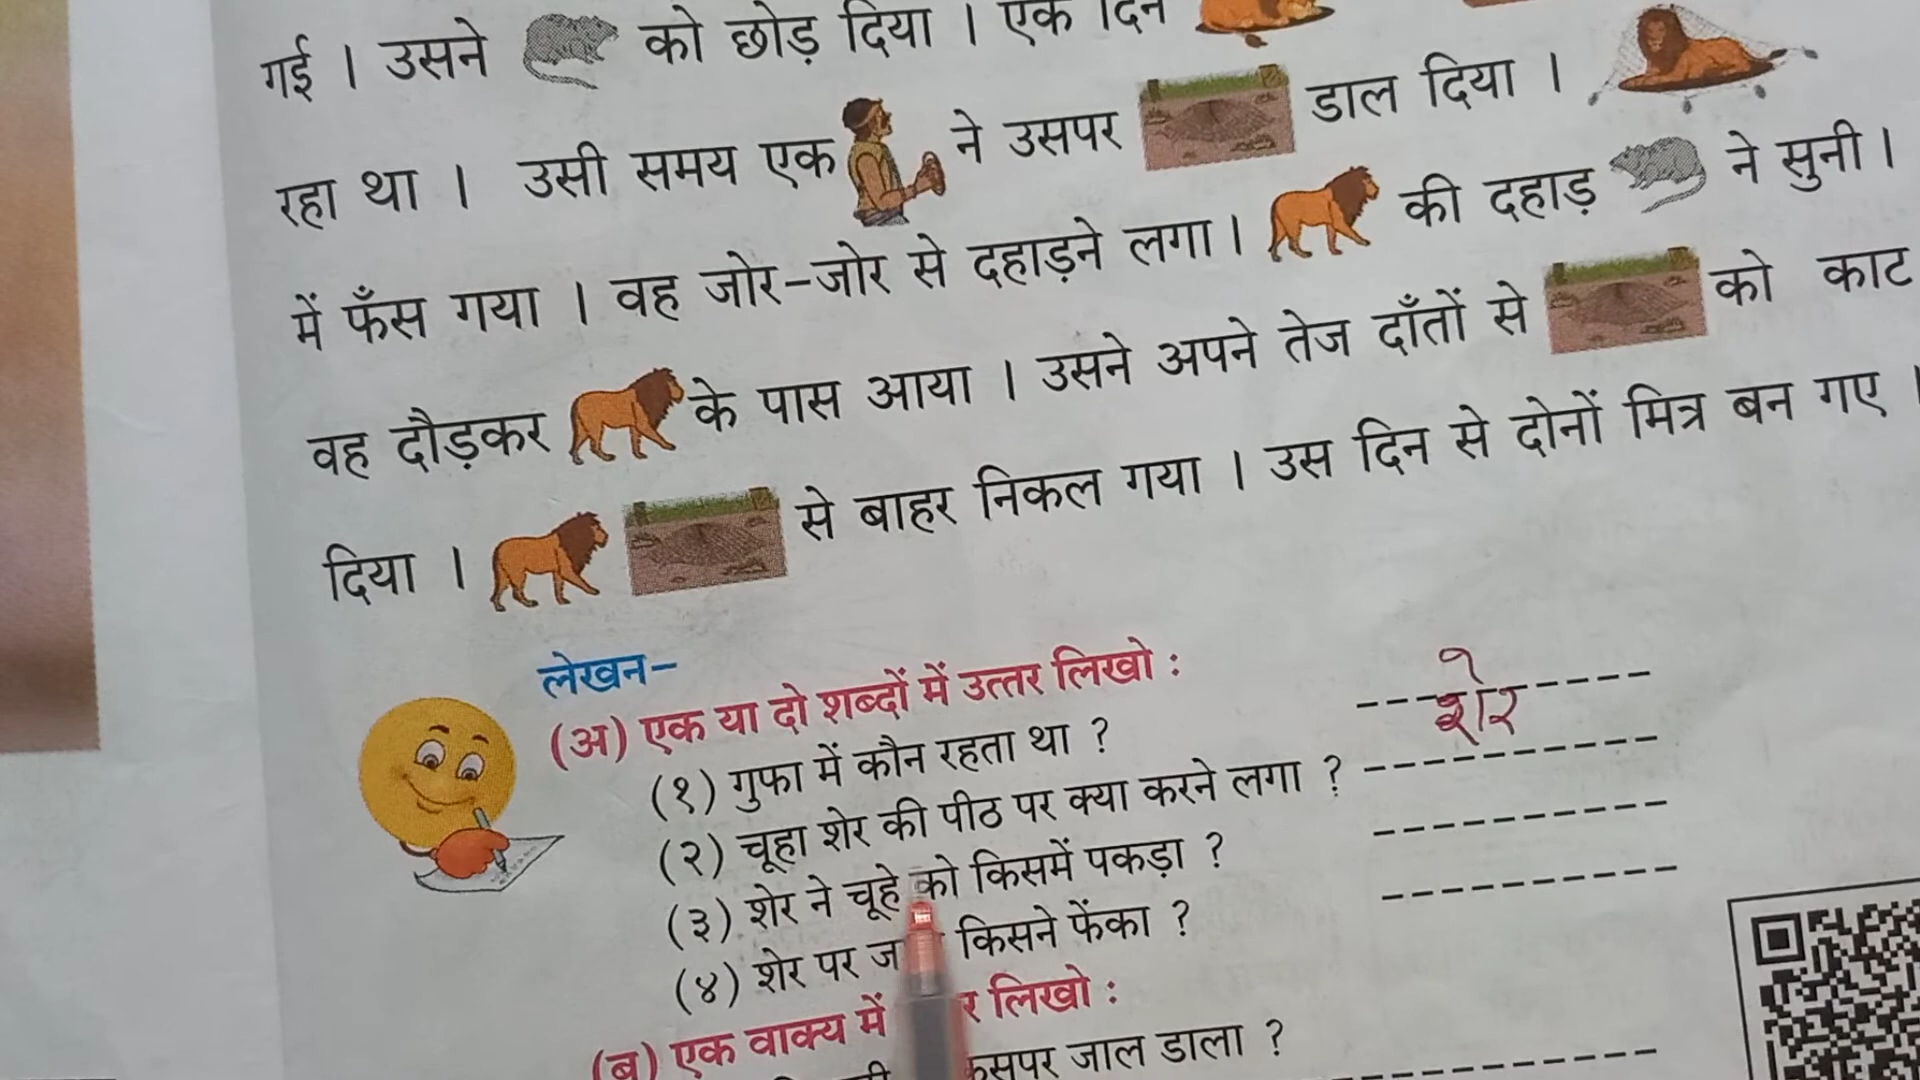 गई । उसने को छोड़ दिया । एक दिन
रहा था । उसी समय एक ने उसपर डाल दिया ।
में फँस गया । वह जोर-जोर से दहाड़ने लगा । की दहाड़ ने सुनी ।
वह दौड़कर के पास आया । उसने अपने तेज दाँतों से को काट
दिया । से बाहर निकल गया । उस दिन से दोनों मित्र बन गए ।
लेखन-
(अ) एक या दो शब्दों में उत्तर लिखो :
(१) गुफा में कौन रहता था ? शेर
(२) चूहा शेर की पीठ पर क्या करने लगा ?
(३) शेर ने चूहे को किसमें पकड़ा ?
(४) शेर पर किसने फेंका ?
(ब) एक वाक्य में लिखो :
जाल डाला ?